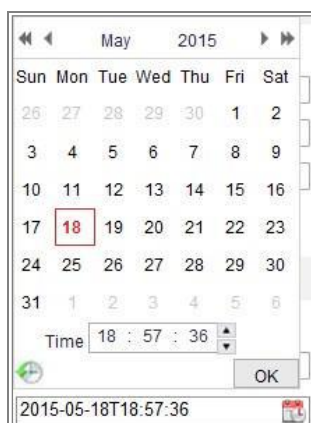 May 2015
Sun Mon Tue Wed Thu Fri Sat
26 27 28 29 30 1 2
3 4 5 6 7 8 9
10 11 12 13 14 15 16
17 18 19 20 21 22 23
24 25 26 27 28 29 30
31 1 2 3 4 5 6
Time 18 : 57 : 36
OK
2015-05-18T18:57:36